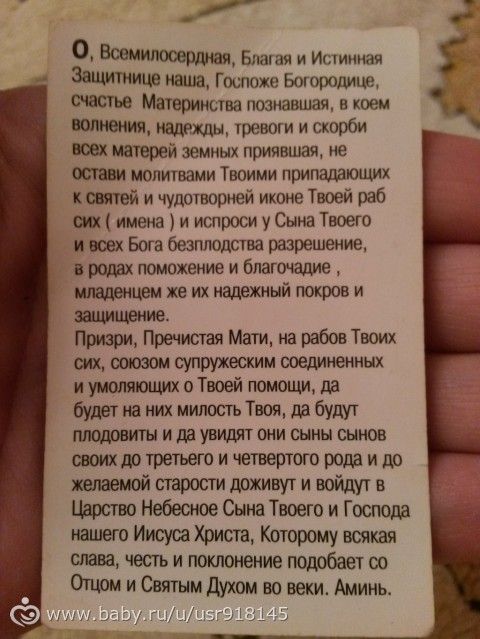 О, Всемилосердная, Благая и Истинная
Защитнице наша, Госпоже Богородице,
счастье Материнства познавшая, в коем
волнения, надежды, тревоги и скорби
всех матерей земных приявшая, не
остави молитвами Твоими припадающих
к святей и чудотворней иконе Твоей раб
сих ( имена ) и испроси у Сына Твоего
и всех Бога безплодства разрешение,
в родах поможение и благочадие ,
младенцем же их надежный покров и
защищение.
Призри, Пречистая Мати, на рабов Твоих
сих, союзом супружеским соединенных
и умоляющих о Твоей помощи, да
будет на них милость Твоя, да будут
плодовиты и да увидят они сыны сынов
своих до третьего и четвертого рода и до
желаемой старости доживут и войдут в
Царство Небесное Сына Твоего и Господа
нашего Иисуса Христа, Которому всякая
слава, честь и поклонение подобает со
Отцом и Святым Духом во веки. Аминь.
www.baby.ru/u/usr918145